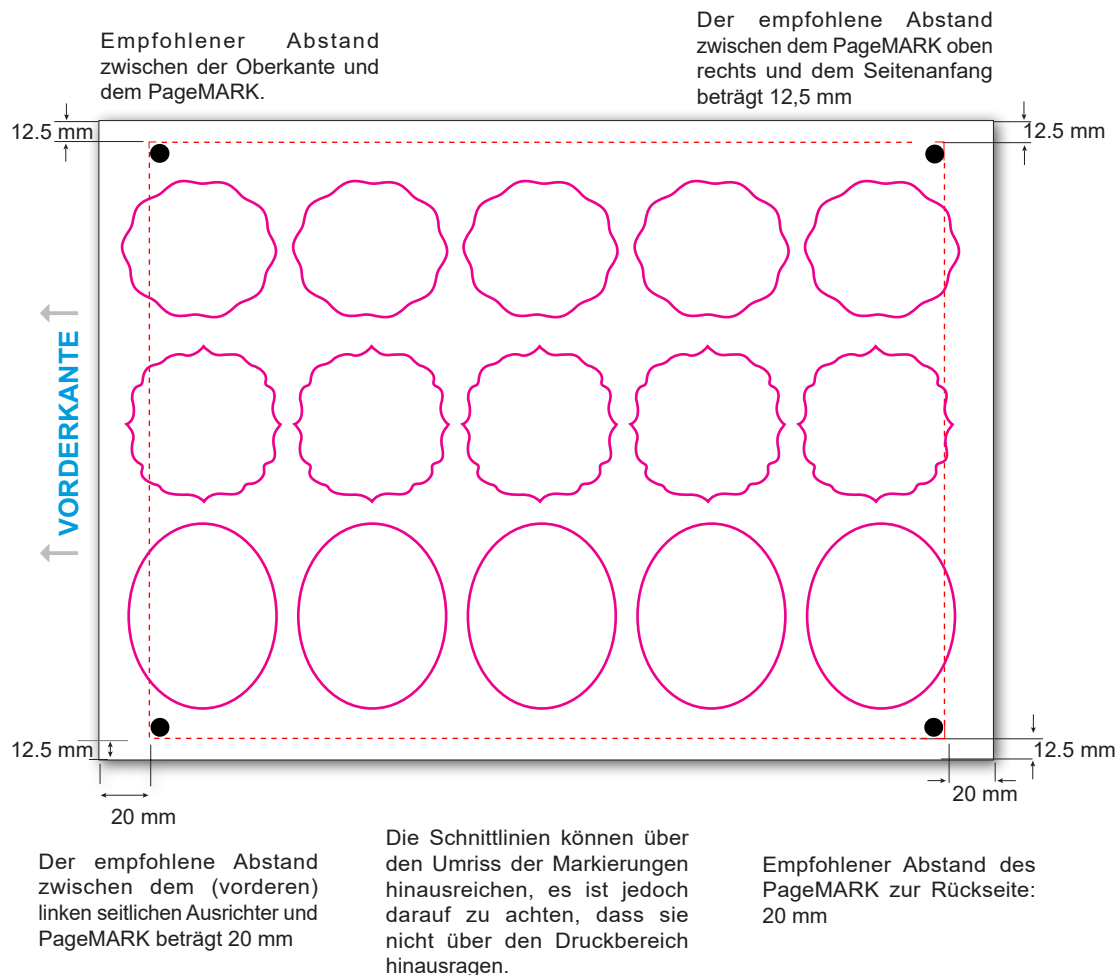 Empfohlener Abstand
zwischen der Oberkante und
dem PageMARK.
Der empfohlene Abstand
zwischen dem PageMARK oben
rechts und dem Seitenanfang
beträgt 12,5 mm
12.5 mm
12.5 mm
VORDERKANTE
12.5 mm
12.5 mm
20 mm
20 mm
Der empfohlene Abstand
zwischen dem (vorderen)
linken seitlichen Ausrichter und
PageMARK beträgt 20 mm
Die Schnittlinien können über
den Umriss der Markierungen
hinausreichen, es ist jedoch
darauf zu achten, dass sie
nicht über den Druckbereich
hinausragen.
Empfohlener Abstand des
PageMARK zur Rückseite:
20 mm